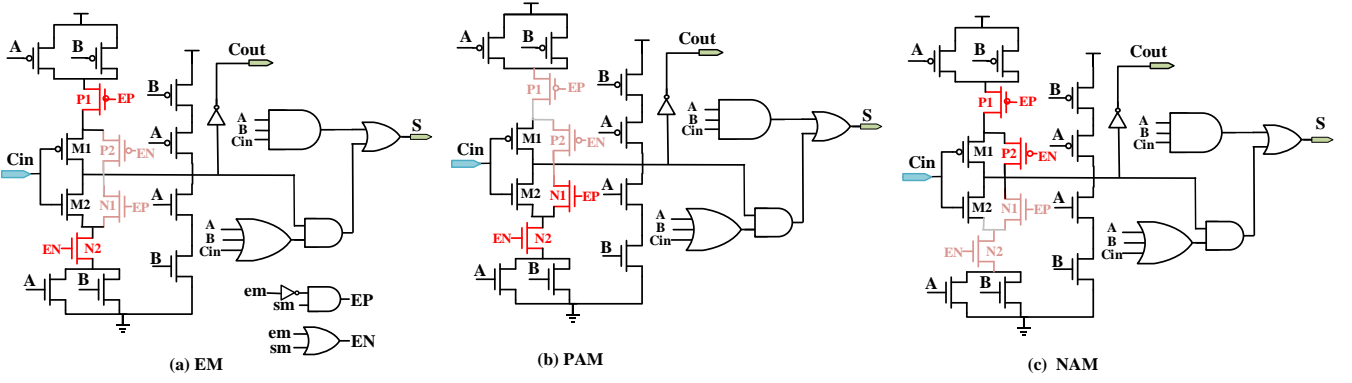 A B B Cout
P1 EP
A B Cin S
A
M1 P2 EN
Cin
M2 N1 EP A
A B Cin
EN N2
B
A B
em sm EP
em sm EN
(a) EM
A B B Cout
P1 EP
A B Cin S
A
M1 P2 EN
Cin
M2 N1 EP A
A B Cin
EN N2
B
A B
(b) PAM
A B B Cout
P1 EP
A B Cin S
A
M1 P2 EN
Cin
M2 N1 EP A
A B Cin
EN N2
B
A B
(c) NAM